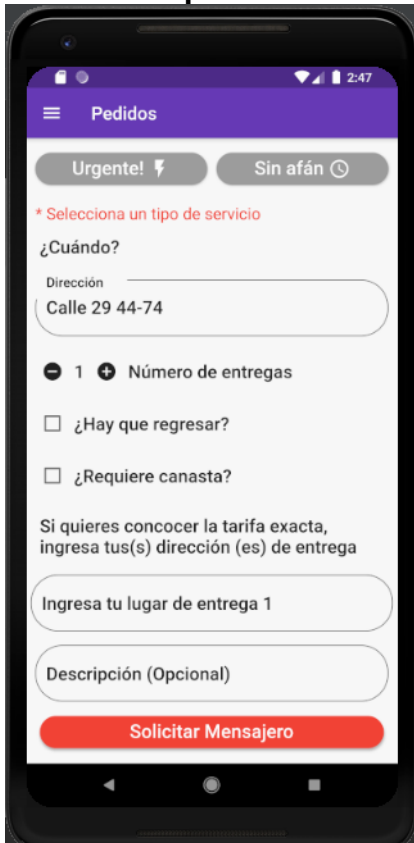 2:47
Pedidos
Urgente! Sin afán
* Selecciona un tipo de servicio
¿Cuándo?
Dirección
Calle 29 44-74
1 Número de entregas
¿Hay que regresar?
¿Requiere canasta?
Si quieres concocer la tarifa exacta,
ingresa tus(s) dirección (es) de entrega
Ingresa tu lugar de entrega 1
Descripción (Opcional)
Solicitar Mensajero